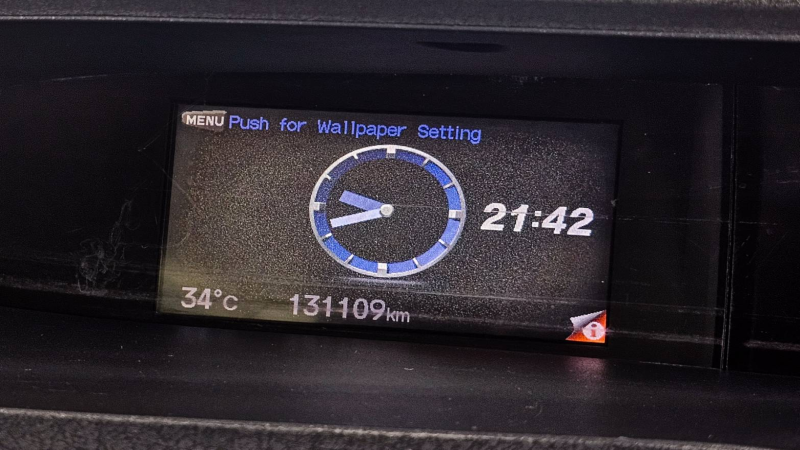 MENU Push for Wallpaper Setting
21:42
34°C 131109km
i